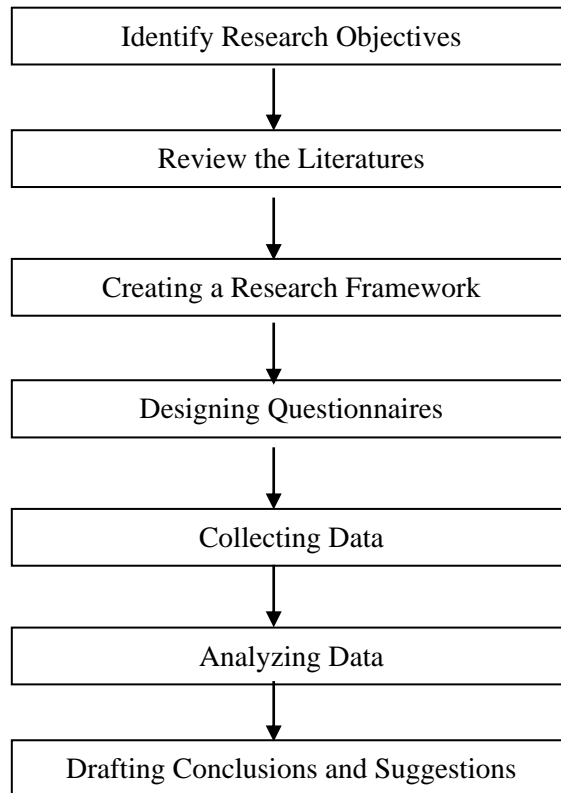 Identify Research Objectives
Review the Literatures
Creating a Research Framework
Designing Questionnaires
Collecting Data
Analyzing Data
Drafting Conclusions and Suggestions